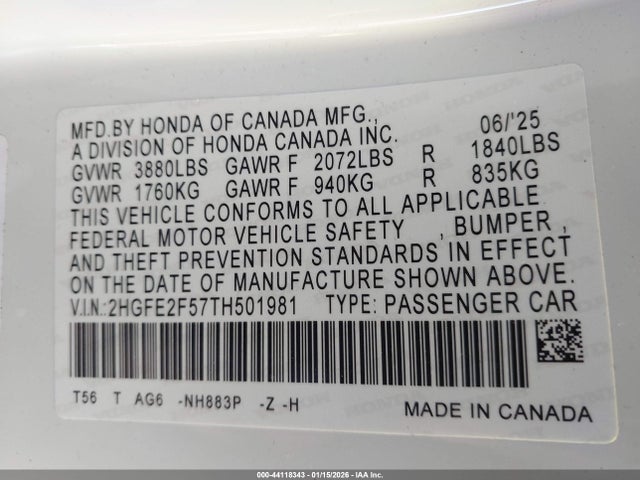 MFD.BY HONDA OF CANADA MFG., 06/'25
A DIVISION OF HONDA CANADA INC.
GVWR 3880LBS GAWR F 2072LBS R 1840LBS
GVWR 1760KG GAWR F 940KG R 835KG
THIS VEHICLE CONFORMS TO ALL APPLICABLE
FEDERAL MOTOR VEHICLE SAFETY , BUMPER ,
AND THEFT PREVENTION STANDARDS IN EFFECT
ON THE DATE OF MANUFACTURE SHOWN ABOVE.
V.I.N.:2HGFE2F57TH501981 TYPE: PASSENGER CAR
T56 T AG6 -NH883P -Z -H
MADE IN CANADA
000-44118343 - 01/15/2026 - IAA Inc.